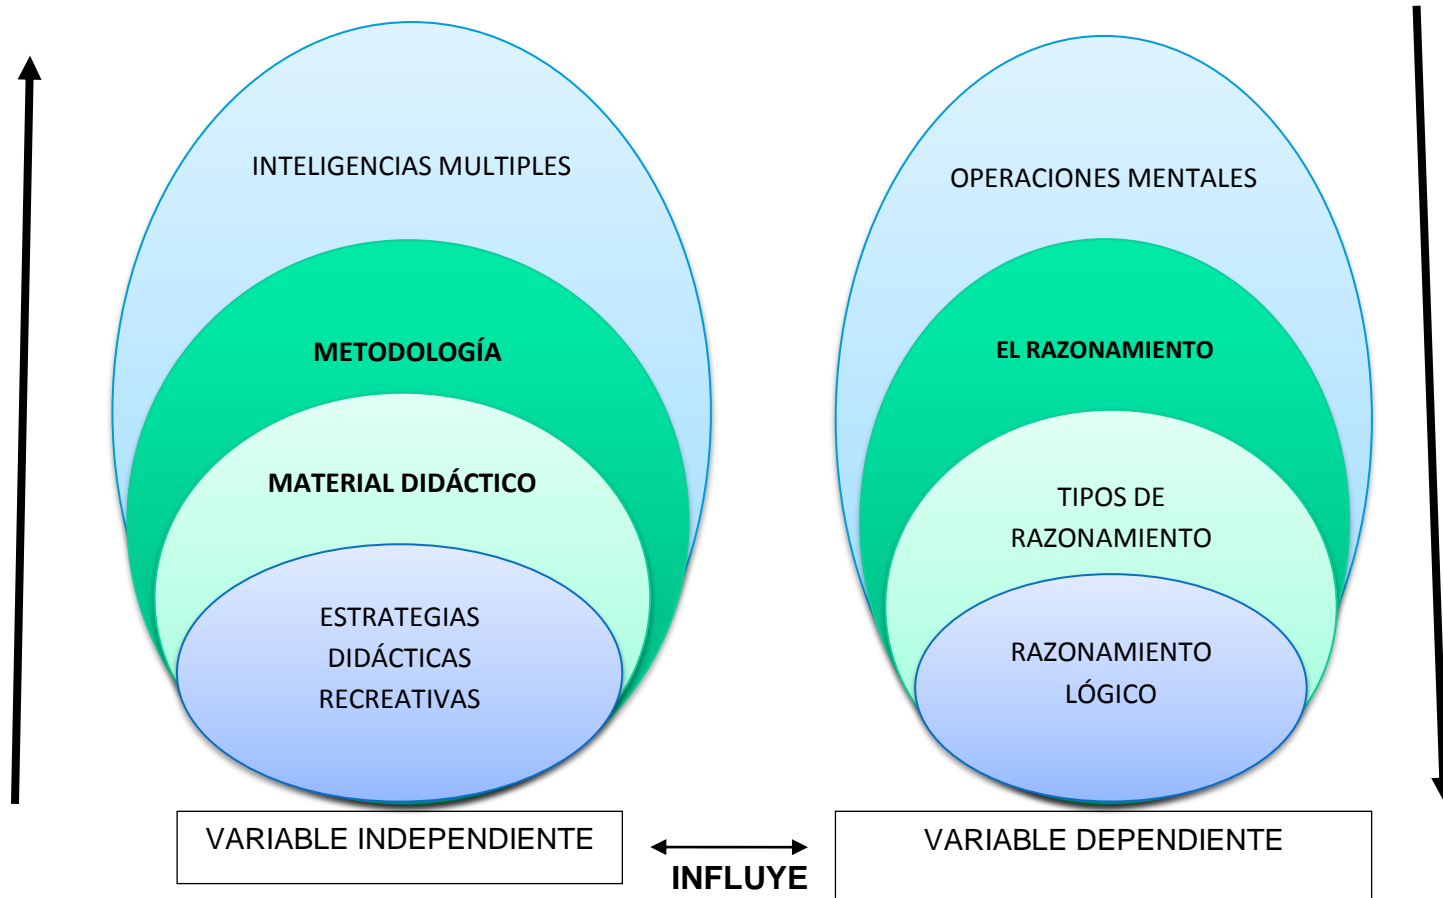 INTELIGENCIAS MULTIPLES
METODOLOGÍA
MATERIAL DIDÁCTICO
ESTRATEGIAS
DIDÁCTICAS
RECREATIVAS
VARIABLE INDEPENDIENTE
INFLUYE
OPERACIONES MENTALES
EL RAZONAMIENTO
TIPOS DE
RAZONAMIENTO
RAZONAMIENTO
LÓGICO
VARIABLE DEPENDIENTE